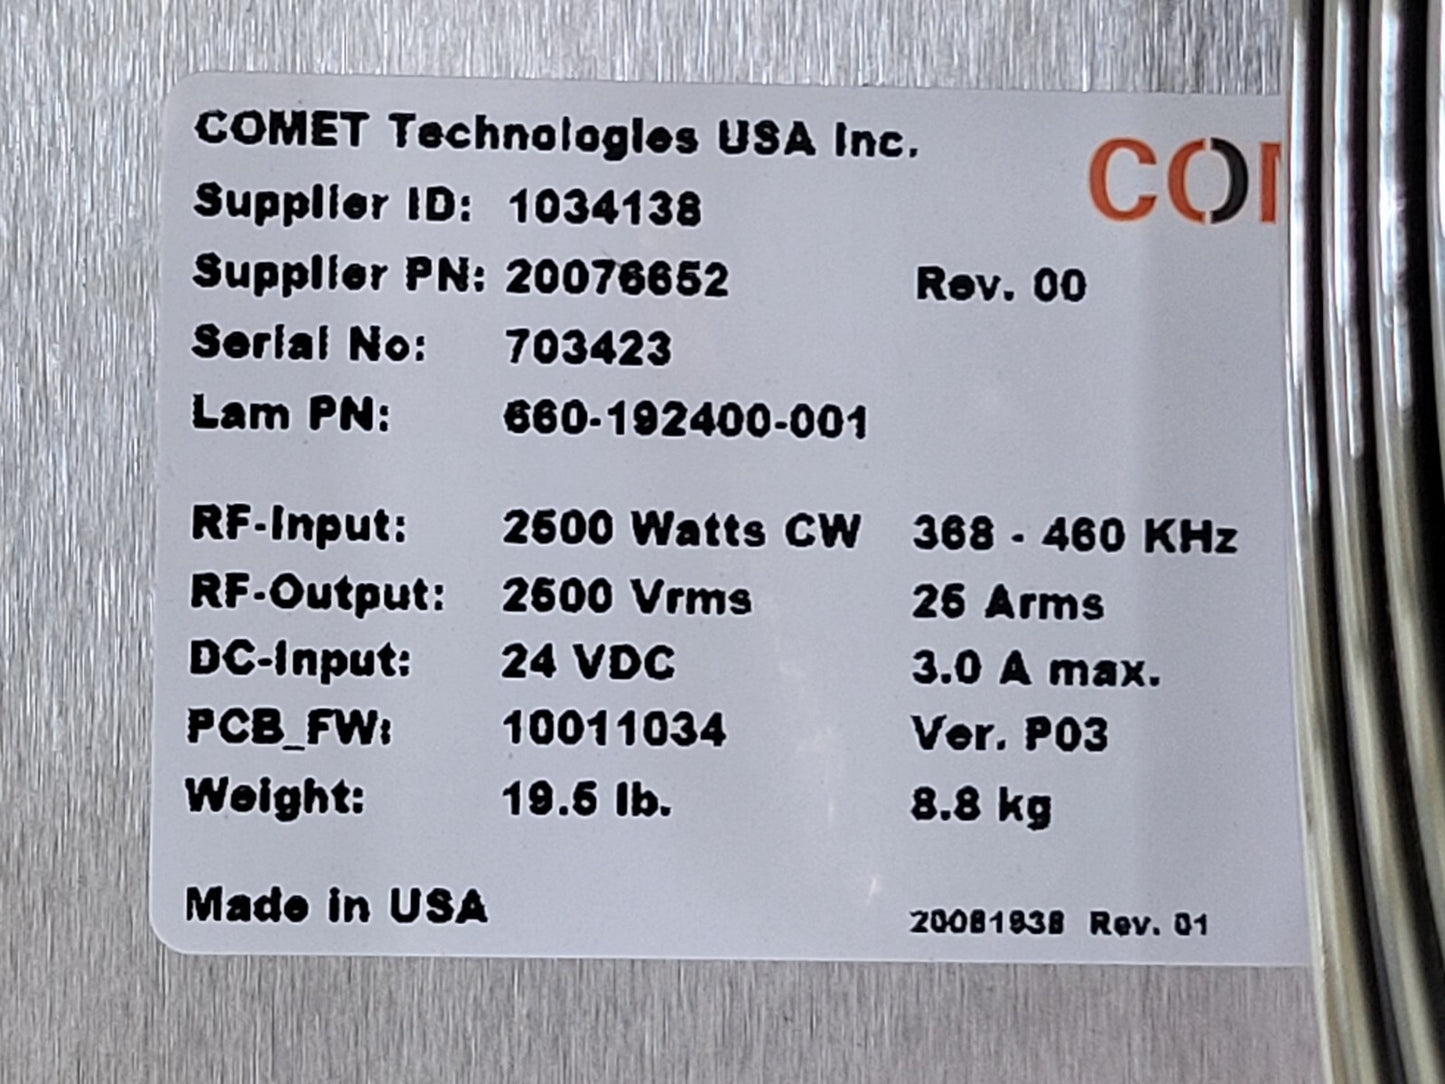 COMET Technologies USA Inc.
CO
Supplier ID: 1034138
Supplier PN: 20076652 Rev. 00
Serial No: 703423
Lam PN: 660-192400-001
RF-Input: 2500 Watts CW 368 - 460 KHz
RF-Output: 2500 Vrms 25 Arms
DC-Input: 24 VDC 3.0 A max.
PCB_FW: 10011034 Ver. P03
Weight: 19.5 lb. 8.8 kg
Made in USA
20081938 Rev. 01